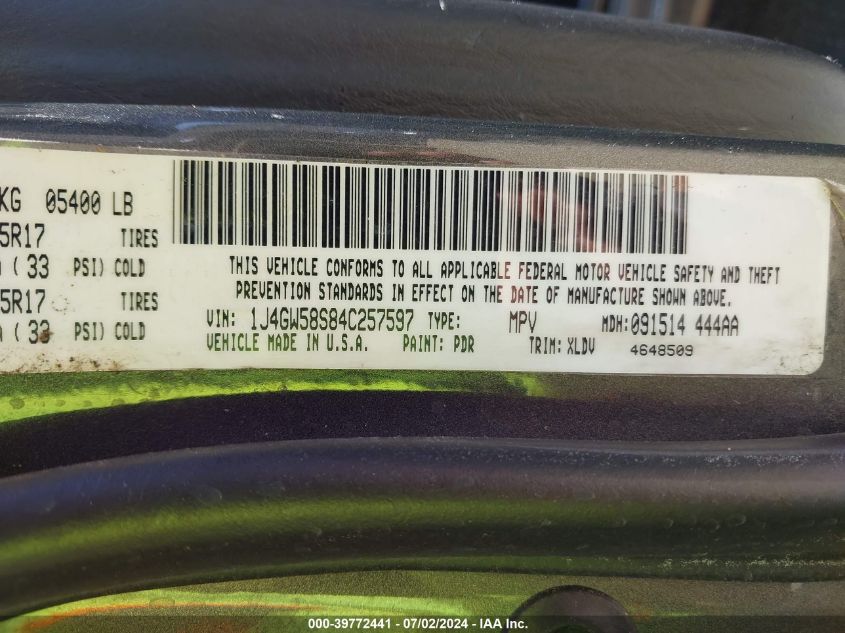 KG 05400 LB
5R17 TIRES
( 33 PSI) COLD
5R17 TIRES
( 33 PSI) COLD
THIS VEHICLE CONFORMS TO ALL APPLICABLE FEDERAL MOTOR VEHICLE SAFETY AND THEFT
PREVENTION STANDARDS IN EFFECT ON THE DATE OF MANUFACTURE SHOWN ABOVE.
VIN: 1J4GW58S84C257597 TYPE: MPV MDH: 091514 444AA
VEHICLE MADE IN U.S.A. PAINT: PDR TRIM: XLDV 4648509
000-39772441 - 07/02/2024 - IAA Inc.